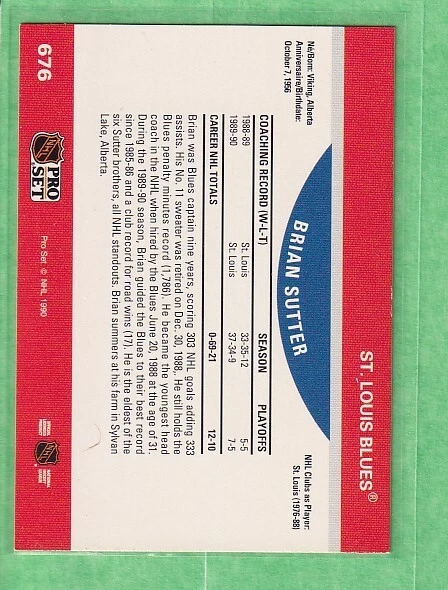 ST. LOUIS BLUES®
Né/Born: Viking, Alberta
Anniversaire/Birthdate:
October 7, 1956
BRIAN SUTTER
NHL Clubs as Player:
St. Louis (1976-88)
COACHING RECORD (W-L-T) SEASON PLAYOFFS
1988-89 St. Louis 33-35-12 5-5
1989-90 St. Louis 37-34-9 7-5
CAREER NHL TOTALS 0-69-21 12-10
Brian was Blues captain nine years, scoring 303 NHL goals adding 333
assists. His No. 11 sweater was retired on Dec. 30, 1988. He still holds the
Blues penalty minutes record (1,786). He became the youngest head
coach in the NHL when hired by the Blues June 20, 1988 at the age of 31.
During the 1989-90 season, Brian guided the Blues to their best record
since 1985-86 and a club record for road wins (17). He is the eldest of the
six Sutter brothers, all NHL standouts. Brian summers at his farm in Sylvan
Lake, Alberta.
676
NHL
PRO
SET
Pro Set © NHL 1990
NHL